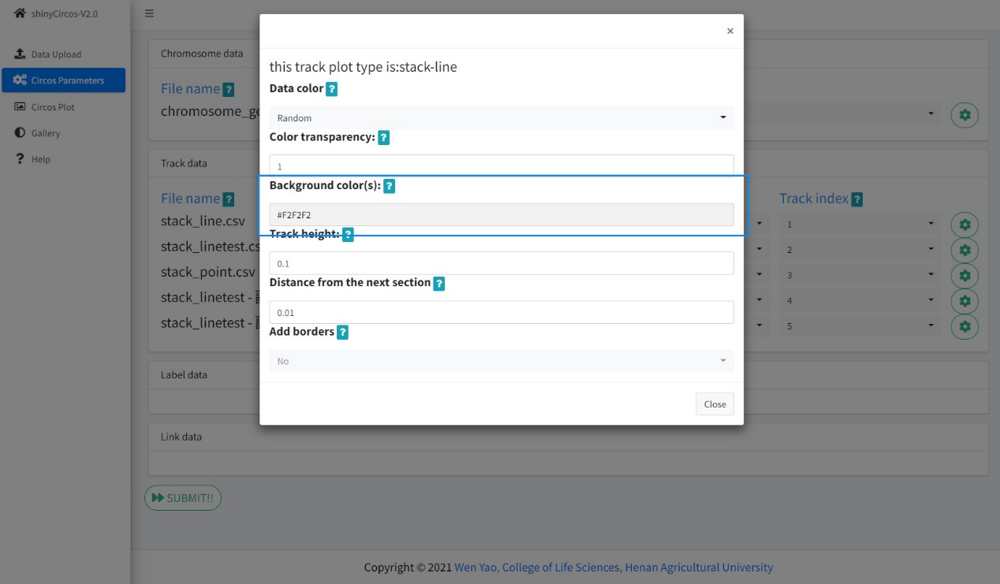 shinyCircos-V2.0
Data Upload
Circos Parameters
Circos Plot
Gallery
Help
Chromosome data
File name ?
chromosome_ge
Track data
File name ?
Track index ?
stack_line.csv
1
stack_linetest.cs
2
stack_point.csv
3
stack_linetest -
4
stack_linetest -
5
Label data
Link data
SUBMIT!!
×
this track plot type is:stack-line
Data color ?
Random
Color transparency: ?
1
Background color(s): ?
#F2F2F2
Track height: ?
0.1
Distance from the next section ?
0.01
Add borders ?
No
Close
Copyright © 2021 Wen Yao, College of Life Sciences, Henan Agricultural University